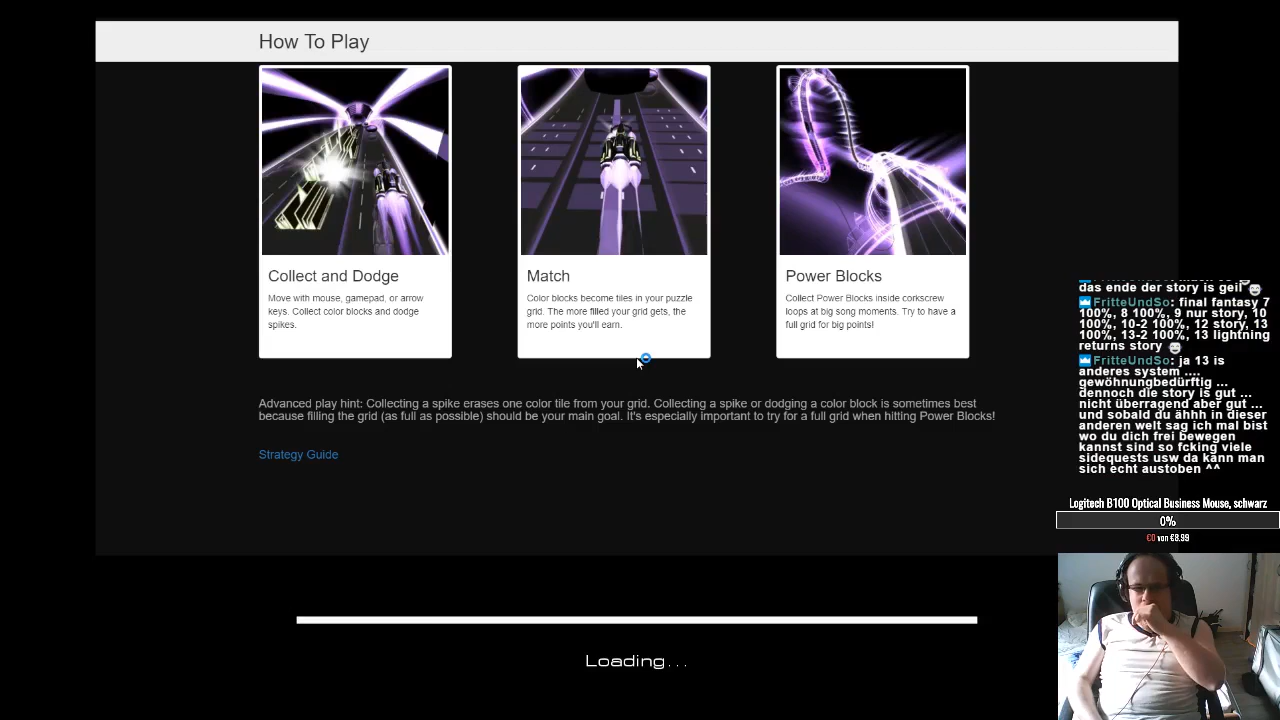 How To Play
Collect and Dodge
Move with mouse, gamepad, or arrow
keys. Collect color blocks and dodge
spikes.
Match
Color blocks become tiles in your puzzle
grid. The more filled your grid gets, the
more points you'll earn.
Power Blocks
Collect Power Blocks inside corkscrew
loops at big song moments. Try to have a
full grid for big points!
Advanced play hint: Collecting a spike erases one color tile from your grid. Collecting a spike or dodging a color block is sometimes best
because filling the grid (as full as possible) should be your main goal. It's especially important to try for a full grid when hitting Power Blocks!
Strategy Guide
Loading...
das ende der story is geil
FritteUndSo: final fantasy 7
100%, 8 100%, 9 nur story, 10
100%, 10-2 100%, 12 story, 13
100%, 13-2 100%, 13 lightning
returns story
FritteUndSo: ja 13 is
anderes system ....
gewöhnungbedürftig ...
dennoch die story is gut ...
nicht überragend aber gut ...
und sobald du ähhh in dieser
anderen welt sag ich mal bist
wo du dich frei bewegen
kannst sind so fcking viele
sidequests usw da kann man
sich echt austoben ^^
Logitech B100 Optical Business Mouse, schwarz
0%
€0 von €8.99